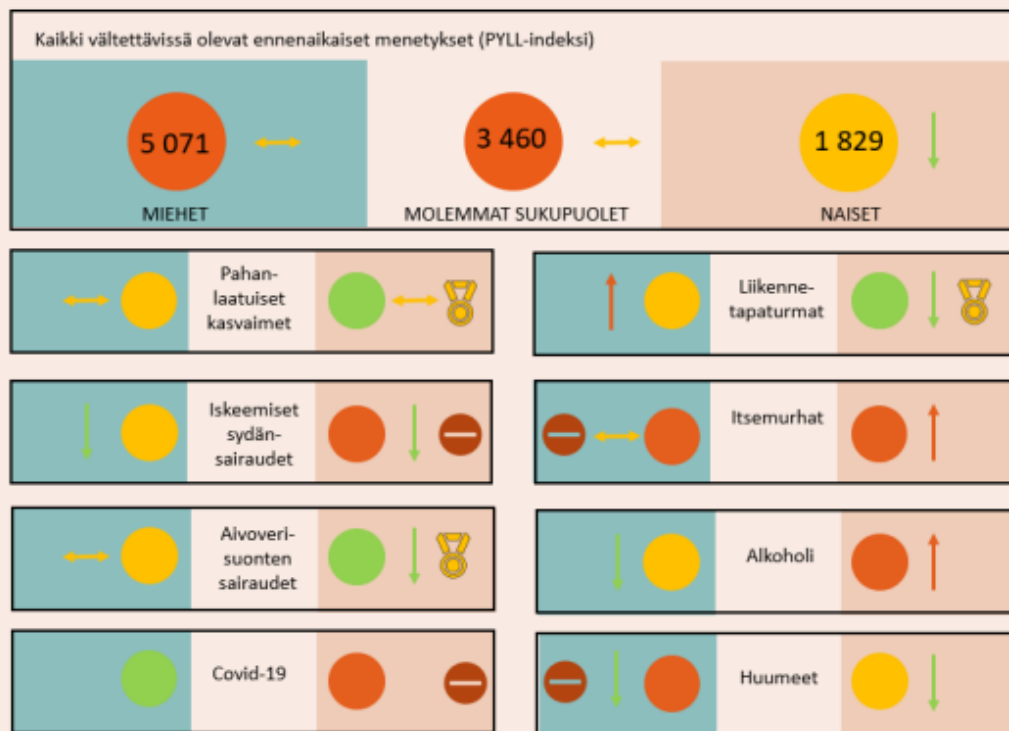 Kaikki vältettävissä olevat ennenaikaiset menetykset (PYLL-indeksi)
5 071
3 460
1 829
MIEHET
MOLEMMAT SUKUPUOLET
NAISET
Pahan-
laatuiset
kasvaimet
Liikenne-
tapaturmat
Iskeemiset
sydän-
sairaudet
Itsemurhat
Aivoveri-
suonten
sairaudet
Alkoholi
Covid-19
Huumeet